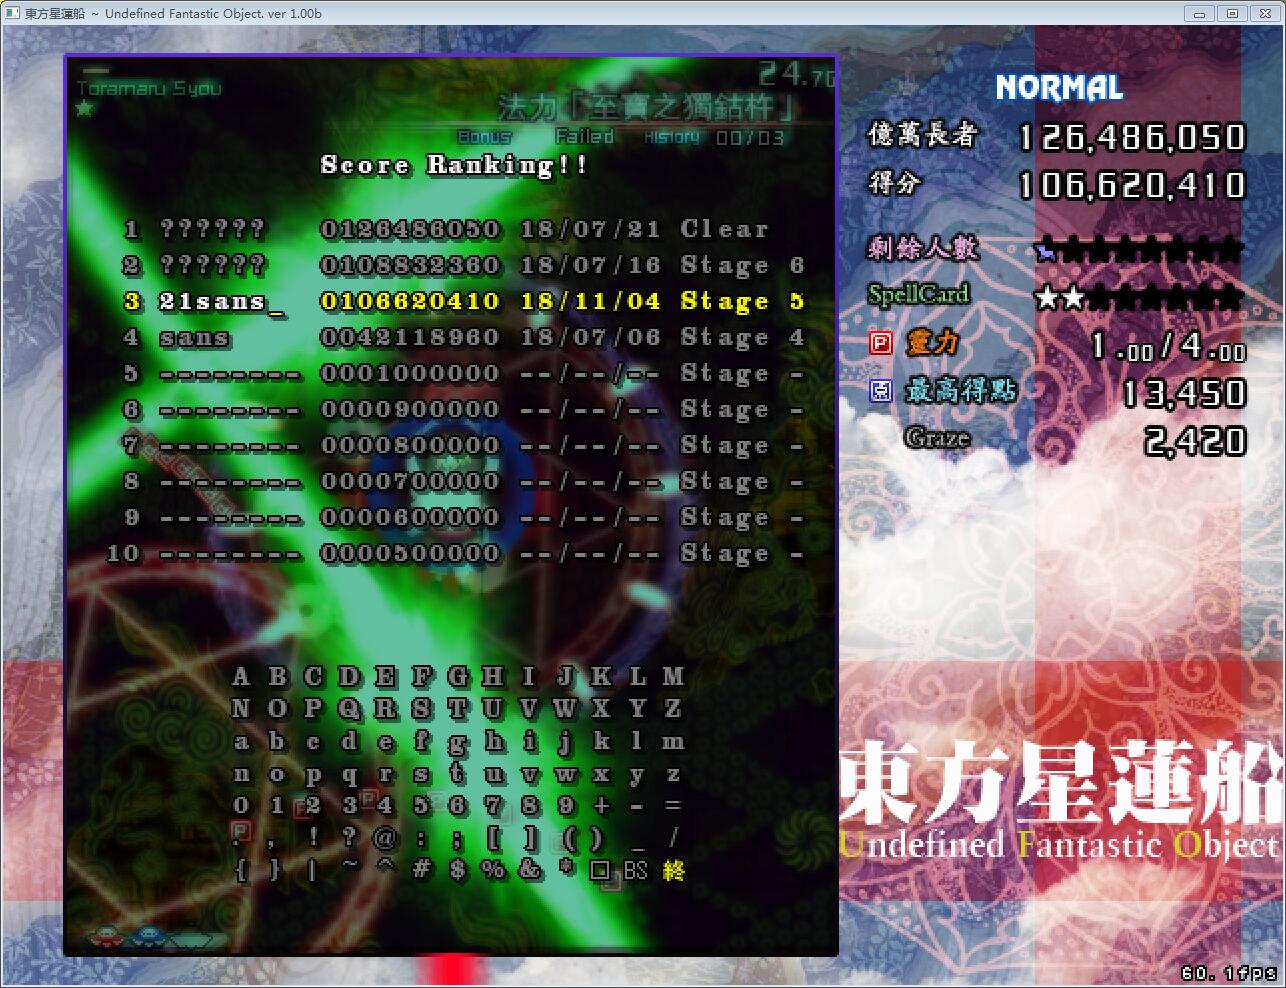 東方星蓮船 ~ Undefined Fantastic Object. ver 1.00b
Toramaru Syou
24.70
法力「至寶之獨鈷杵」
Bonus Failed History 00/03
Score Ranking!!
1 ?????? 0126486050 18/07/21 Clear
2 ?????? 0108832360 18/07/16 Stage 6
3 21sans_ 0106620410 18/11/04 Stage 5
4 sans 0042118960 18/07/06 Stage 4
5 -------- 0001000000 --/--/-- Stage -
6 -------- 0000900000 --/--/-- Stage -
7 -------- 0000800000 --/--/-- Stage -
8 -------- 0000700000 --/--/-- Stage -
9 -------- 0000600000 --/--/-- Stage -
10 -------- 0000500000 --/--/-- Stage -
A B C D E F G H I J K L M
N O P Q R S T U V W X Y Z
a b c d e f g h i j k l m
n o p q r s t u v w x y z
0 1 2 3 4 5 6 7 8 9 + - =
. , ! ? @ : ; [ ] ( ) _ /
{ } | ~ ^ # $ % & * □ BS 終
NORMAL
億萬長者 126,486,050
得分 106,620,410
剩餘人數
SpellCard ★★
P 靈力 1.00/4.00
点 最高得點 13,450
Graze 2,420
東方星蓮船
Undefined Fantastic Object
60.1fps